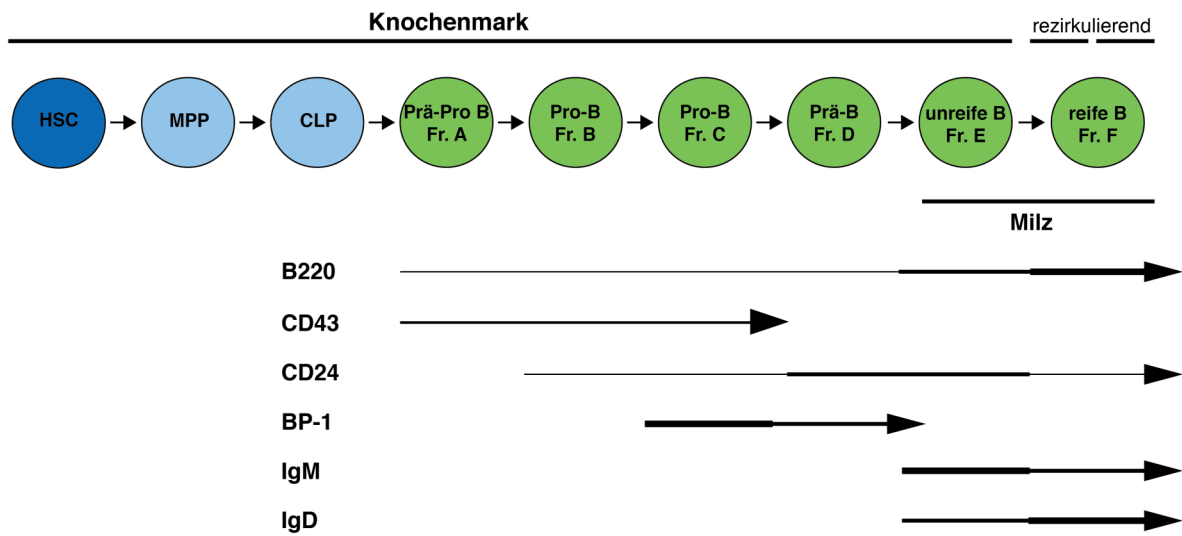 Knochenmark
rezirkulierend
HSC
MPP
CLP
Prä-Pro B
Fr. A
Pro-B
Fr. B
Pro-B
Fr. C
Prä-B
Fr. D
unreife B
Fr. E
reife B
Fr. F
Milz
B220
CD43
CD24
BP-1
IgM
IgD